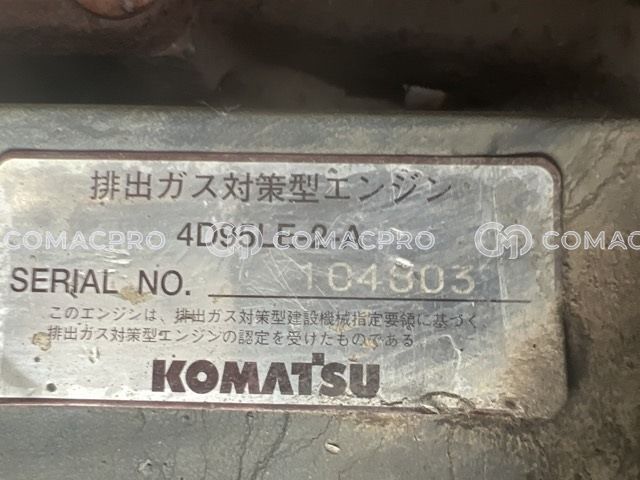 排出ガス対策型エンジン
4D95LE-2-A
COMACPRO COMACPRO COMACPRO
SERIAL NO. 104803
このエンジンは、排出ガス対策型建設機械指定要領に基づく
排出ガス対策型エンジンの認定を受けたものである
KOMATSU